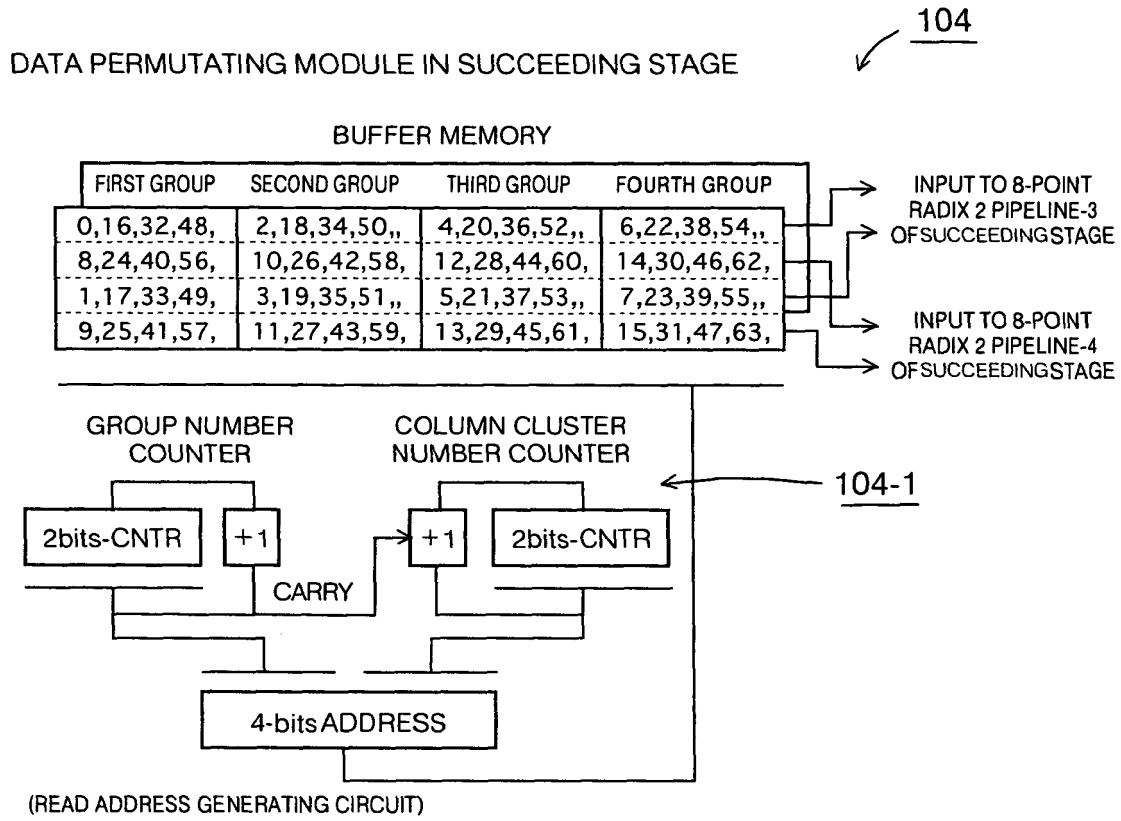 104
DATA PERMUTATING MODULE IN SUCCEEDING STAGE
BUFFER MEMORY
FIRST GROUP SECOND GROUP THIRD GROUP FOURTH GROUP
0,16,32,48, 2,18,34,50,, 4,20,36,52,, 6,22,38,54,,
8,24,40,56, 10,26,42,58, 12,28,44,60, 14,30,46,62,
1,17,33,49, 3,19,35,51,, 5,21,37,53,, 7,23,39,55,,
9,25,41,57, 11,27,43,59, 13,29,45,61, 15,31,47,63,
INPUT TO 8-POINT
RADIX 2 PIPELINE-3
OF SUCCEEDING STAGE
INPUT TO 8-POINT
RADIX 2 PIPELINE-4
OF SUCCEEDING STAGE
GROUP NUMBER
COUNTER
COLUMN CLUSTER
NUMBER COUNTER
104-1
2bits-CNTR +1 +1 2bits-CNTR
CARRY
4-bits ADDRESS
(READ ADDRESS GENERATING CIRCUIT)